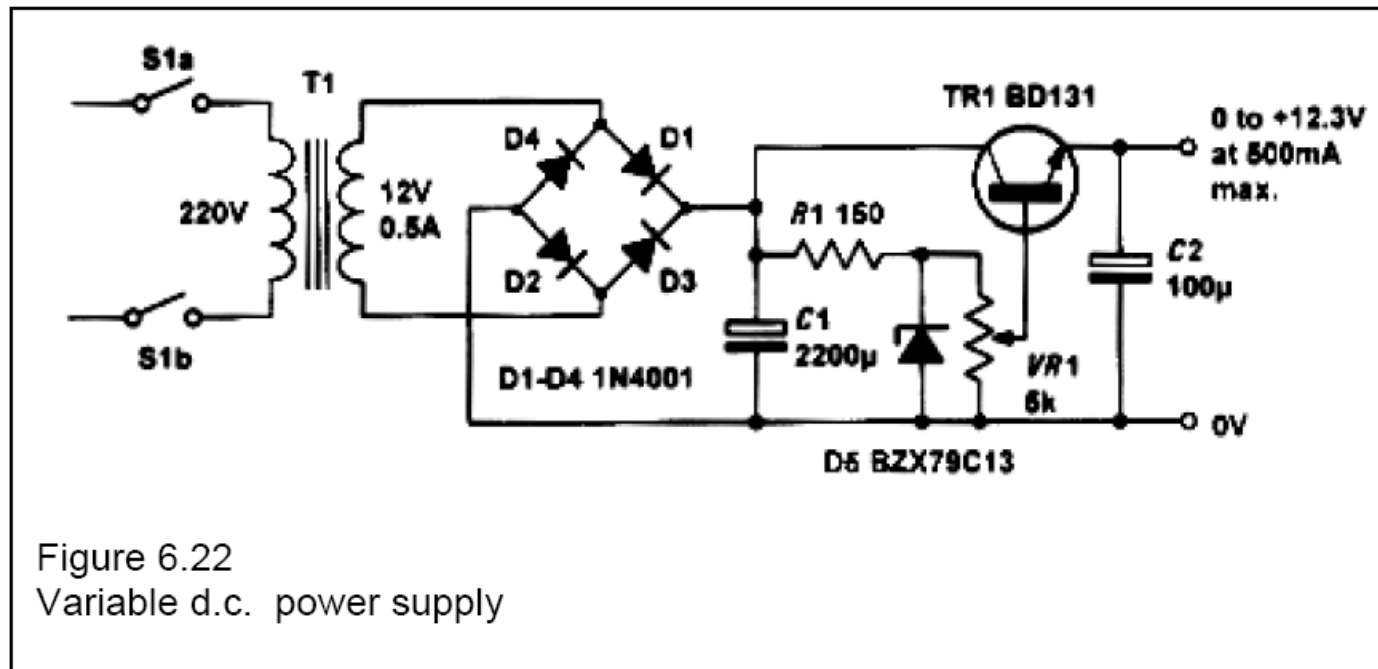 S1a
T1
TR1 BD131
0 to +12.3V
at 500mA
max.
D4
D1
220V
12V
0.5A
R1 150
C2
100µ
D2
D3
C1
2200µ
S1b
D1-D4 1N4001
VR1
5k
0V
D5 BZX79C13
Figure 6.22
Variable d.c. power supply